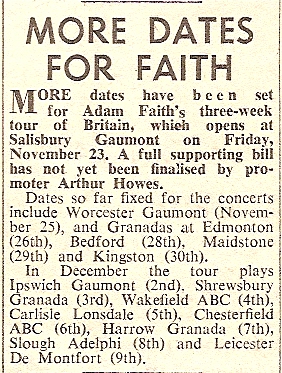 MORE DATES
FOR FAITH
MORE dates have been set
for Adam Faith's three-week
tour of Britain, which opens at
Salisbury Gaumont on Friday,
November 23. A full supporting bill
has not yet been finalised by pro-
moter Arthur Howes.
Dates so far fixed for the concerts
include Worcester Gaumont (Novem-
ber 25), and Granadas at Edmonton
(26th), Bedford (28th), Maidstone
(29th) and Kingston (30th).
In December the tour plays
Ipswich Gaumont (2nd). Shrewsbury
Granada (3rd), Wakefield ABC (4th),
Carlisle Lonsdale (5th), Chesterfield
ABC (6th), Harrow Granada (7th),
Slough Adelphi (8th) and Leicester
De Montfort (9th).